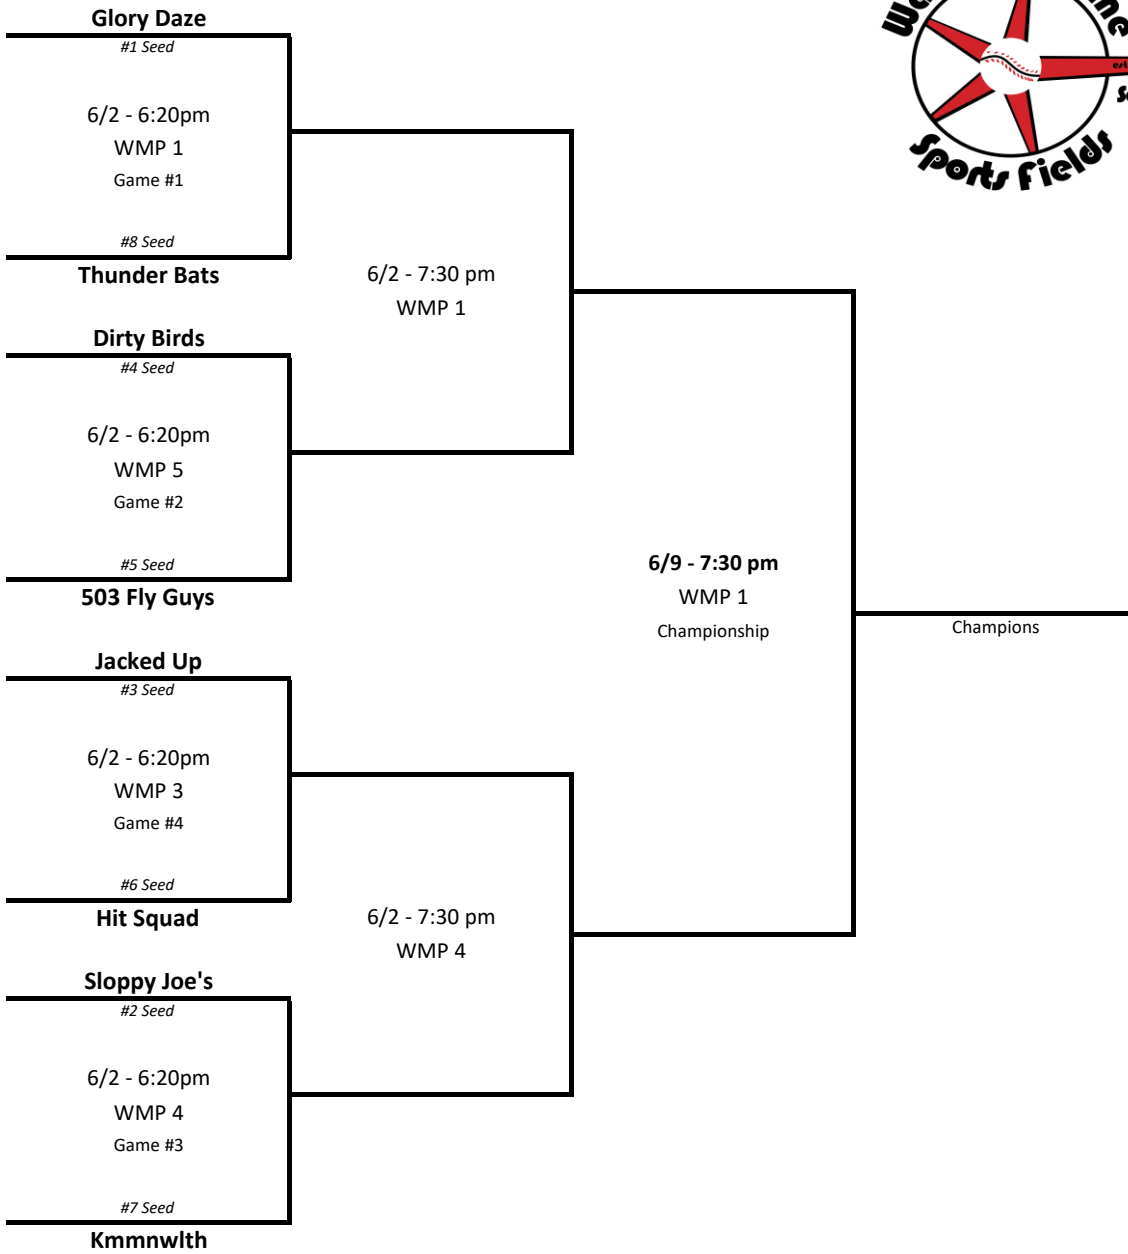 Glory Daze
#1 Seed
6/2 - 6:20pm
WMP 1
Game #1
#8 Seed
Thunder Bats
6/2 - 7:30 pm
WMP 1
Dirty Birds
#4 Seed
6/2 - 6:20pm
WMP 5
Game #2
#5 Seed
503 Fly Guys
6/9 - 7:30 pm
WMP 1
Championship
Champions
Jacked Up
#3 Seed
6/2 - 6:20pm
WMP 3
Game #4
#6 Seed
Hit Squad
6/2 - 7:30 pm
WMP 4
Sloppy Joe's
#2 Seed
6/2 - 6:20pm
WMP 4
Game #3
#7 Seed
Kmmnwlth
Sports Fields